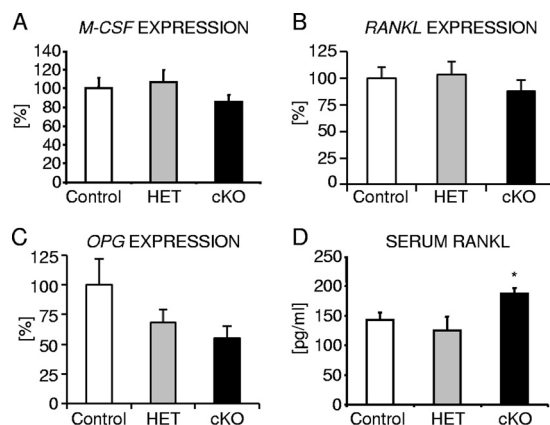 A
M-CSF EXPRESSION
[%]
140
120
100
80
60
40
20
0
Control HET cKO
B
RANKL EXPRESSION
[%]
125
100
75
50
25
0
Control HET cKO
C
OPG EXPRESSION
[%]
125
100
75
50
25
0
Control HET cKO
D
SERUM RANKL
[pg/ml]
250
200
150
100
50
0
*
Control HET cKO